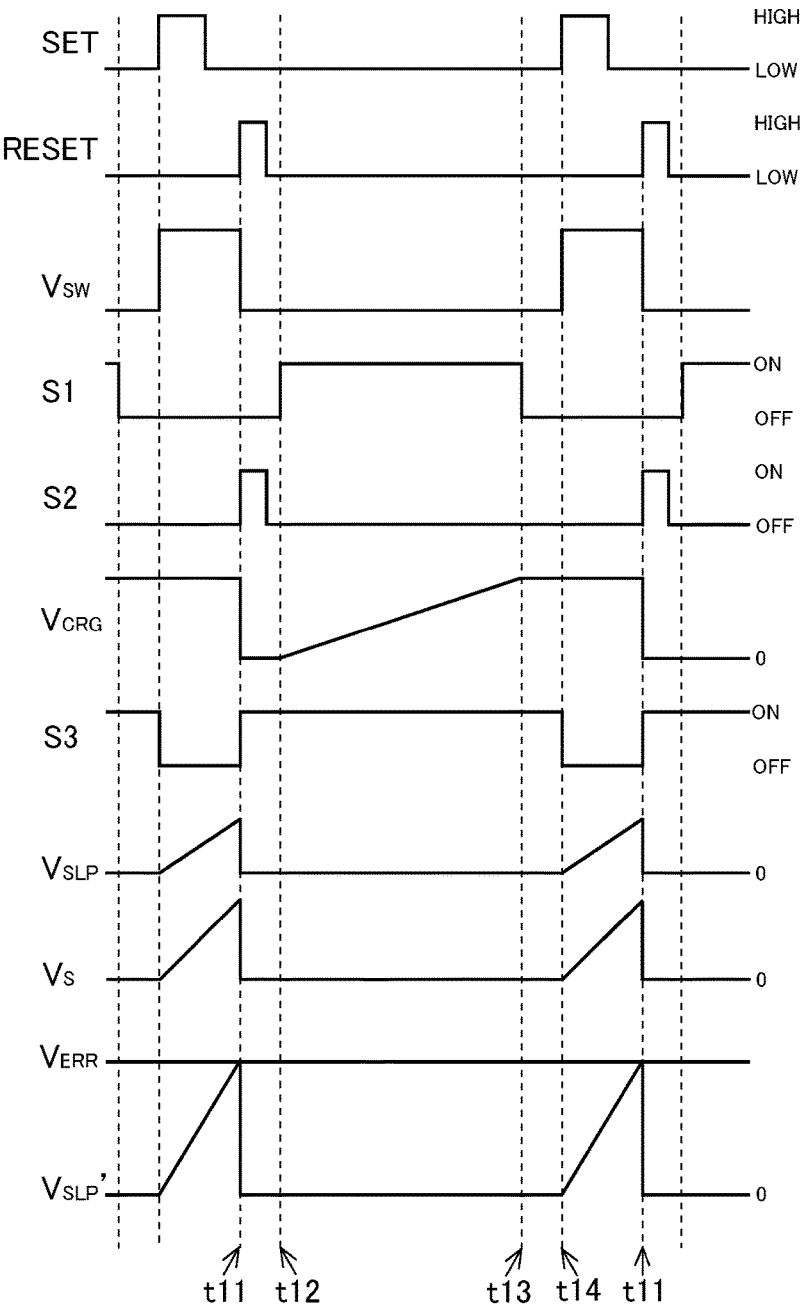 SET
HIGH
LOW
RESET
HIGH
LOW
VSW
S1
ON
OFF
S2
ON
OFF
VCRG
0
S3
ON
OFF
VSLP
0
VS
0
VERR
VSLP’
0
t11 t12 t13 t14 t11